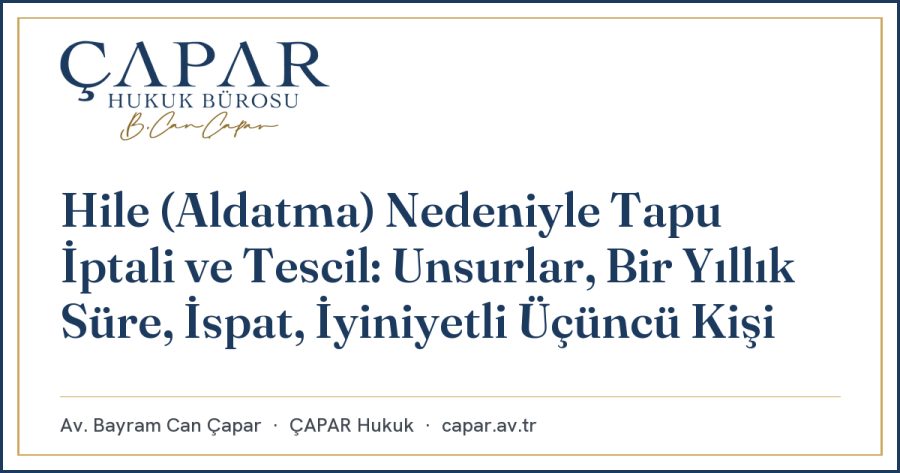 ÇAPAR
HUKUK BÜROSU
B.Can Çapar
Hile (Aldatma) Nedeniyle Tapu
İptali ve Tescil: Unsurlar, Bir Yıllık
Süre, İspat, İyiniyetli Üçüncü Kişi
Av. Bayram Can Çapar · ÇAPAR Hukuk · capar.av.tr